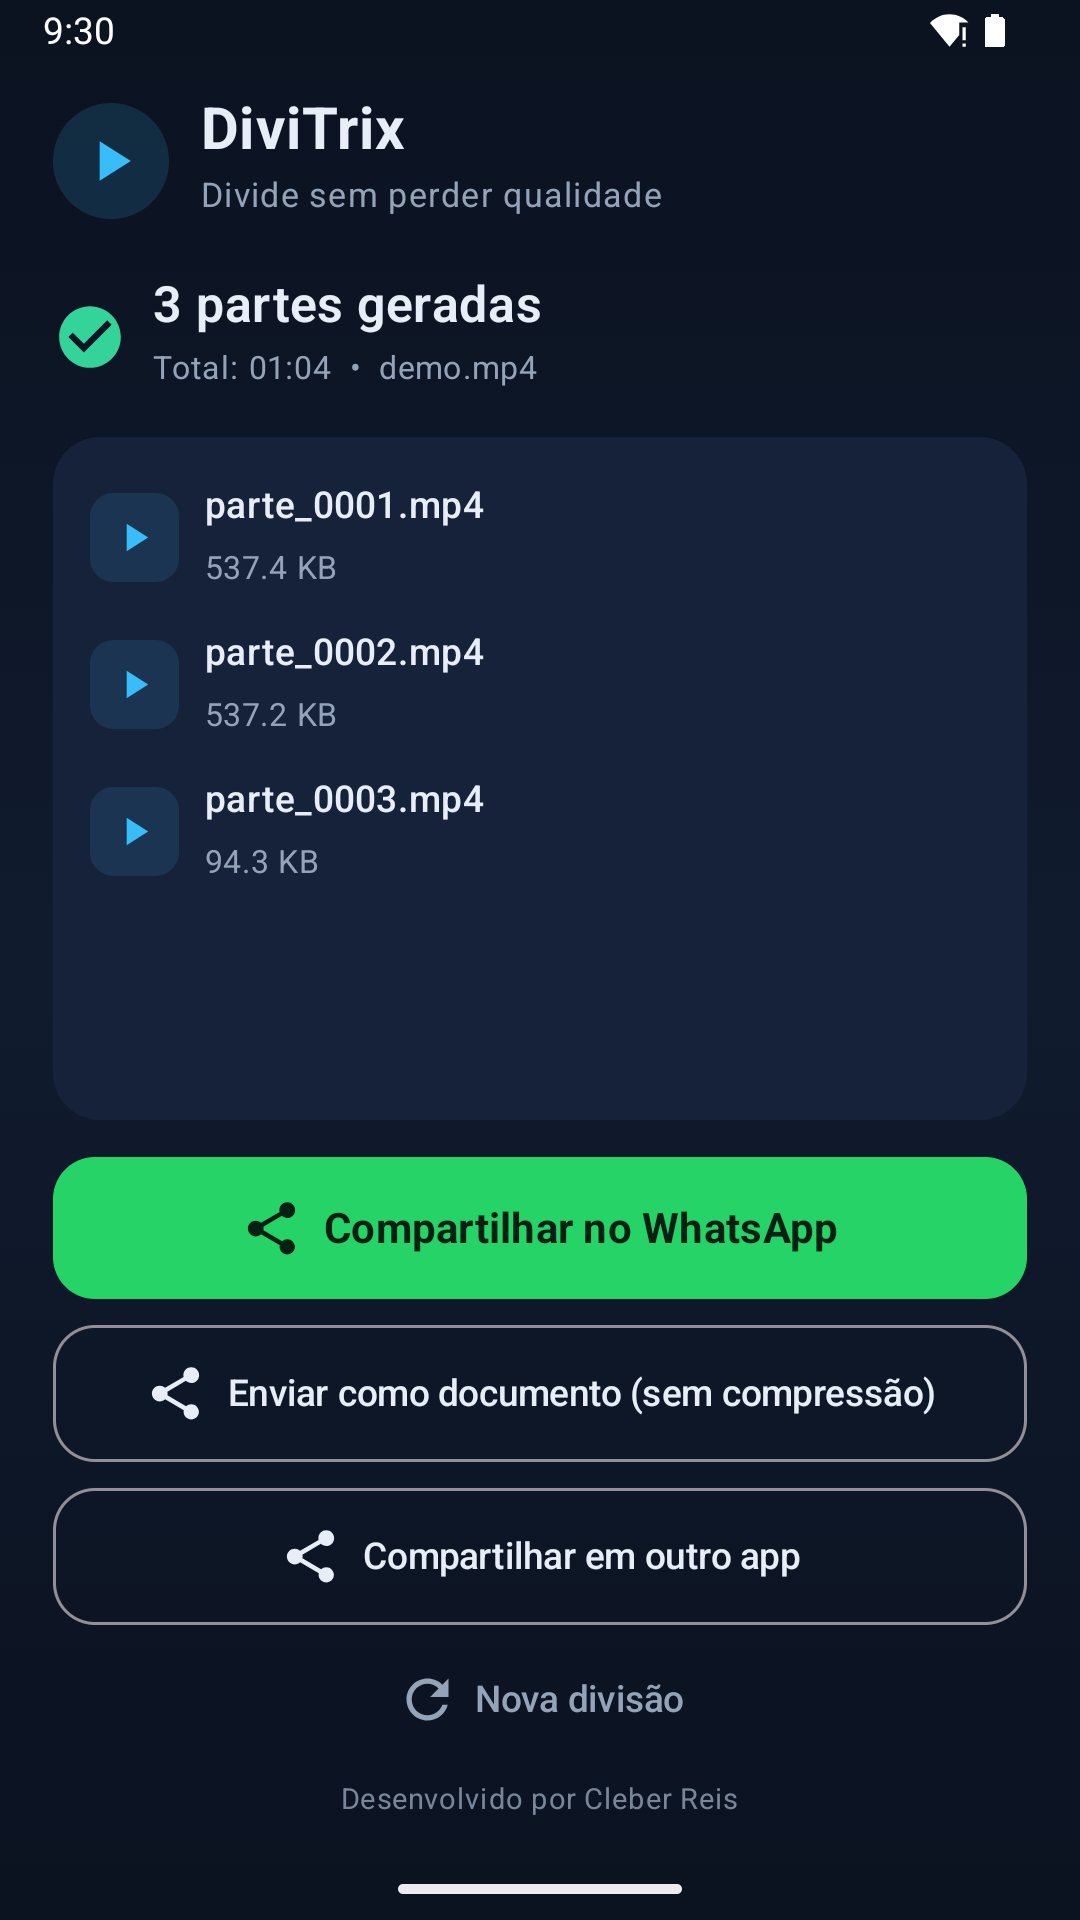 9:30
DiviTrix
Divide sem perder qualidade
3 partes geradas
Total: 01:04 • demo.mp4
parte_0001.mp4
537.4 KB
parte_0002.mp4
537.2 KB
parte_0003.mp4
94.3 KB
Compartilhar no WhatsApp
Enviar como documento (sem compressão)
Compartilhar em outro app
Nova divisão
Desenvolvido por Cleber Reis